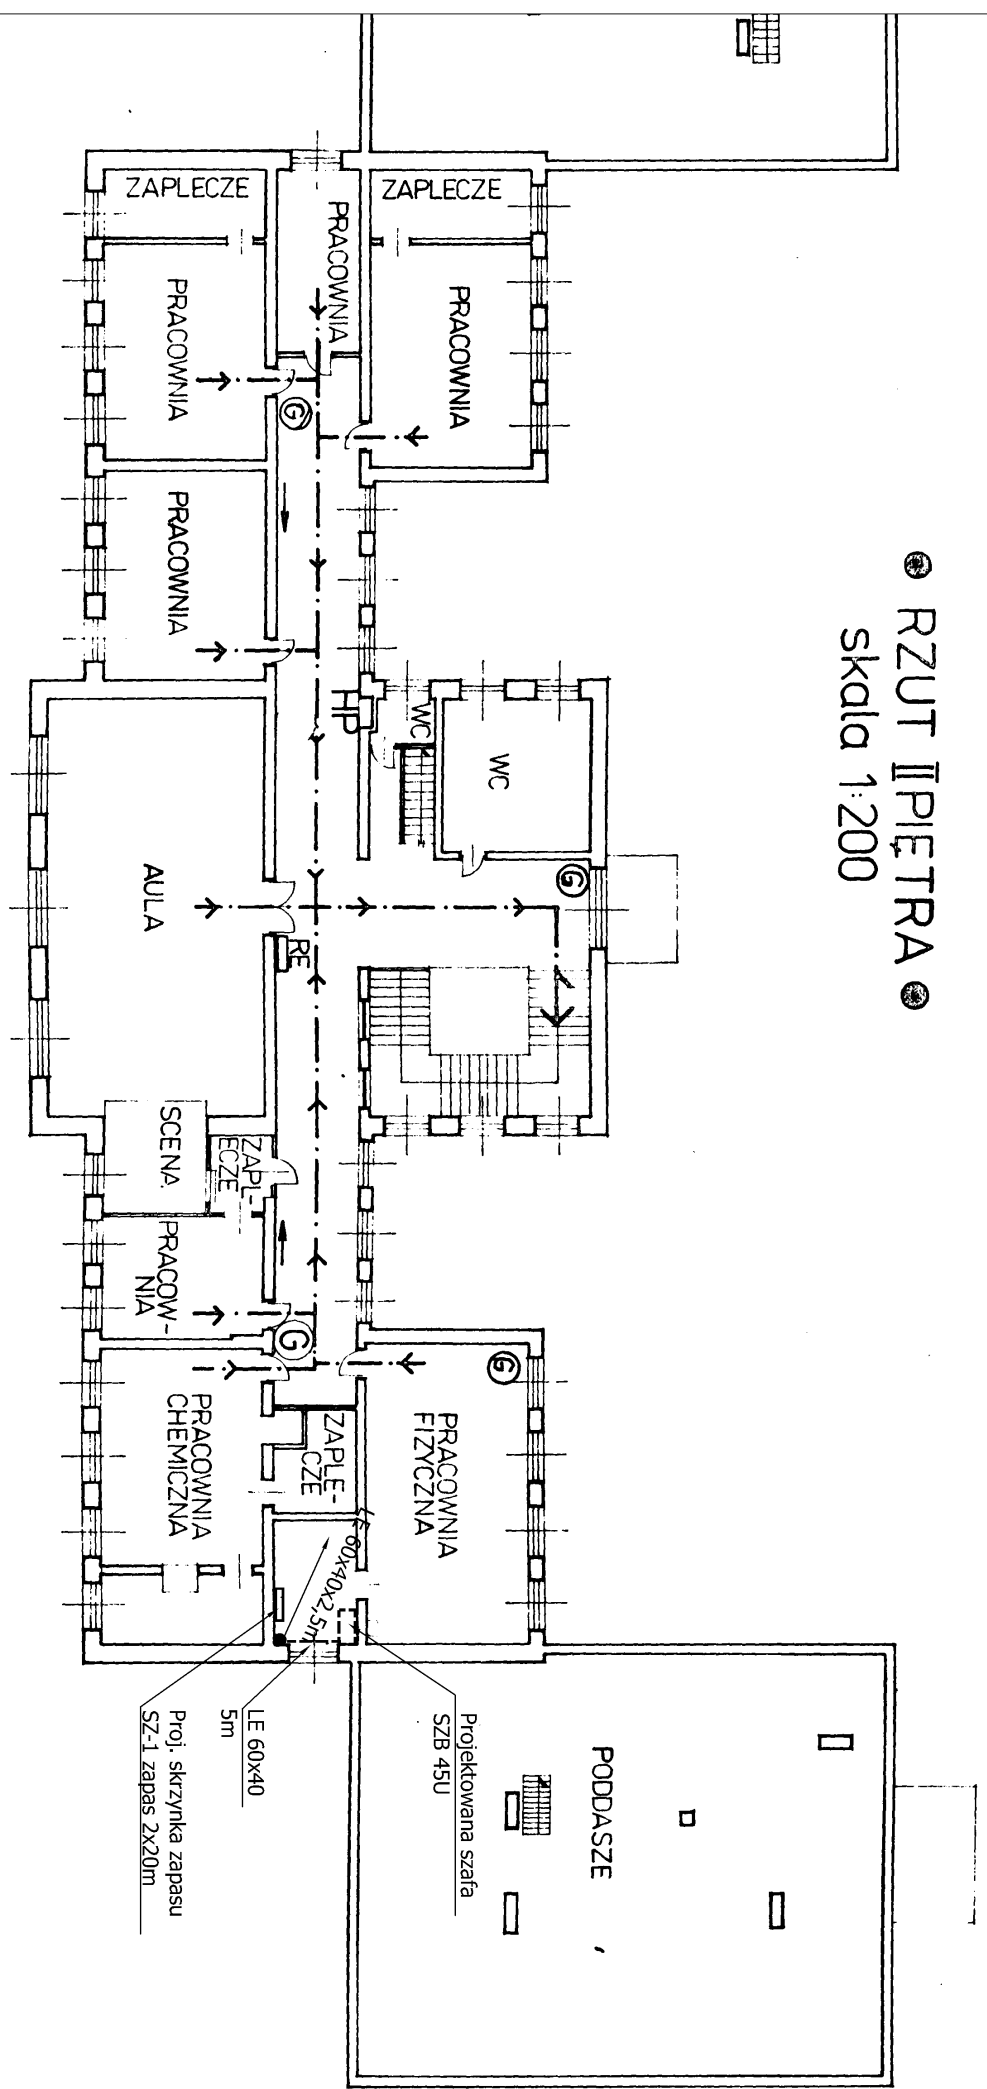 ● RZUT II PIĘTRA ●
skala 1:200
ZAPLECZE
ZAPLECZE
PRACOWNIA
PRACOWNIA
PRACOWNIA
G
PRACOWNIA
WC
WC
G
AULA
RE
SCENA
ZAPL-
ECZE
PRACOW-
NIA
G
G
PRACOWNIA
CHEMICZNA
ZAPLE-
CZE
PRACOWNIA
FIZYCZNA
LE 60x40x2,5m
Projektowana szafa
SZB 45U
LE 60x40
5m
Proj. skrzynka zapasu
SZ-1 zapas 2x20m
PODDASZE